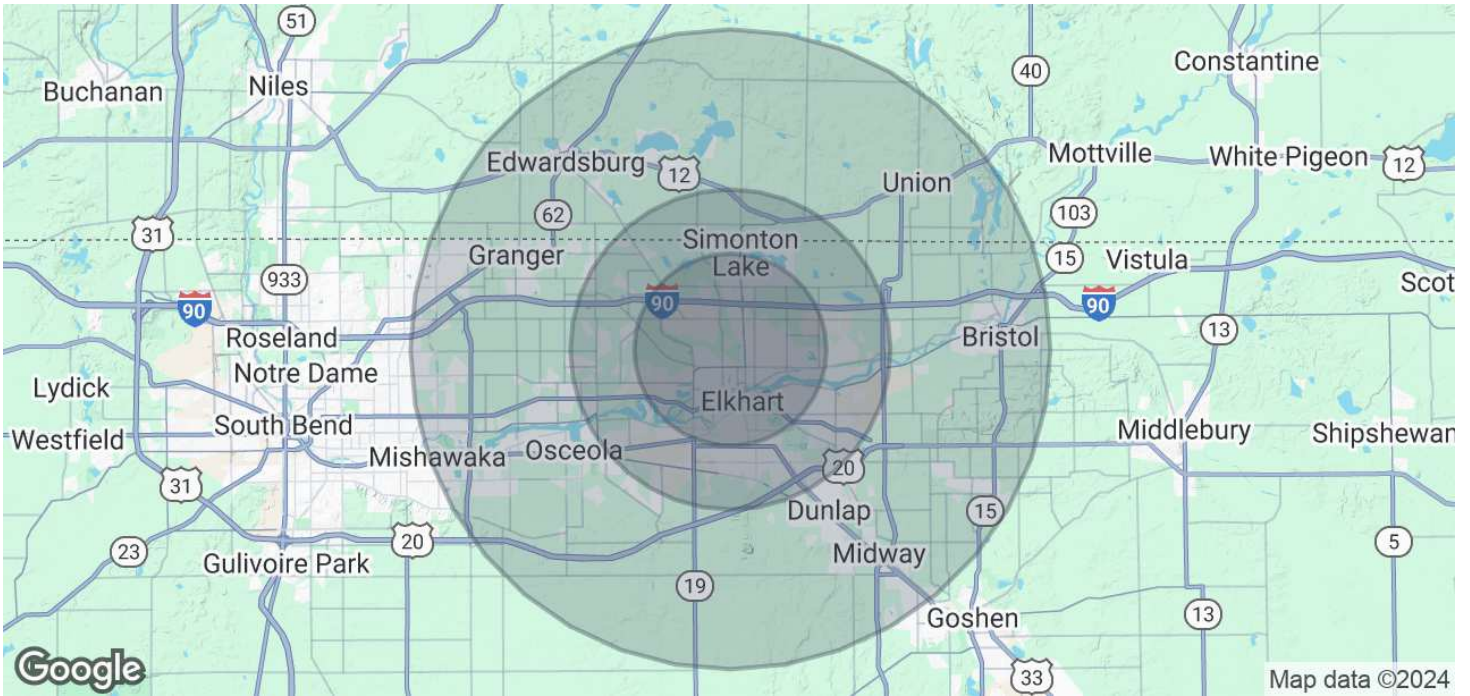 51
40
Constantine
Buchanan
Niles
Mottville
White Pigeon
12
Edwardsburg
12
Union
62
103
31
Simonton
Lake
Granger
15
Vistula
933
Scot
90
90
90
Roseland
Bristol
13
Notre Dame
Lydick
Elkhart
South Bend
Westfield
Middlebury
Shipshewan
Mishawaka
Osceola
20
31
Dunlap
15
20
23
Midway
5
Gulivoire Park
19
Goshen
13
Google
33
Map data ©2024